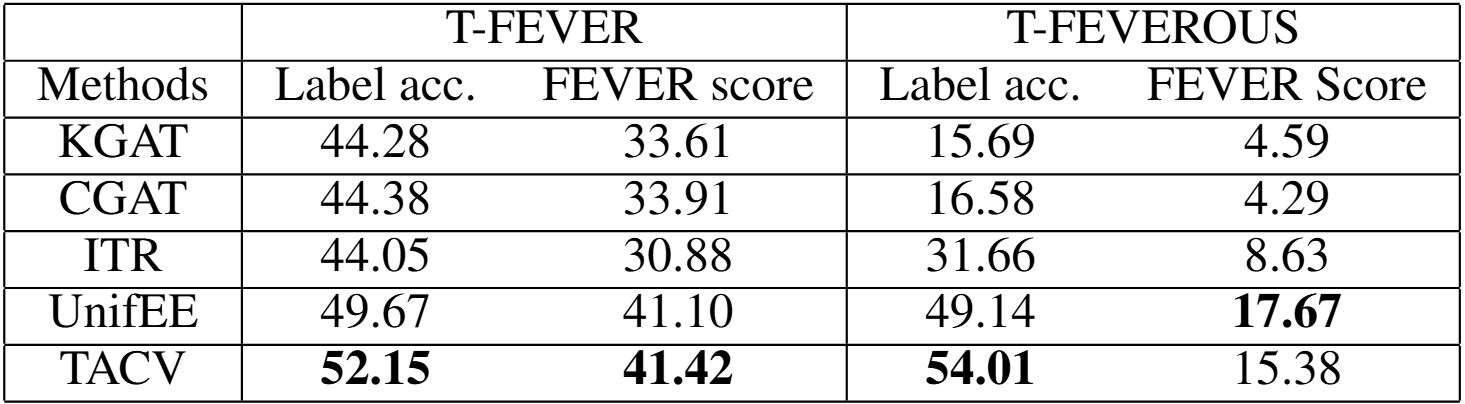 T-FEVER T-FEVEROUS
Methods Label acc. FEVER score Label acc. FEVER Score
KGAT 44.28 33.61 15.69 4.59
CGAT 44.38 33.91 16.58 4.29
ITR 44.05 30.88 31.66 8.63
UnifEE 49.67 41.10 49.14 17.67
TACV 52.15 41.42 54.01 15.38